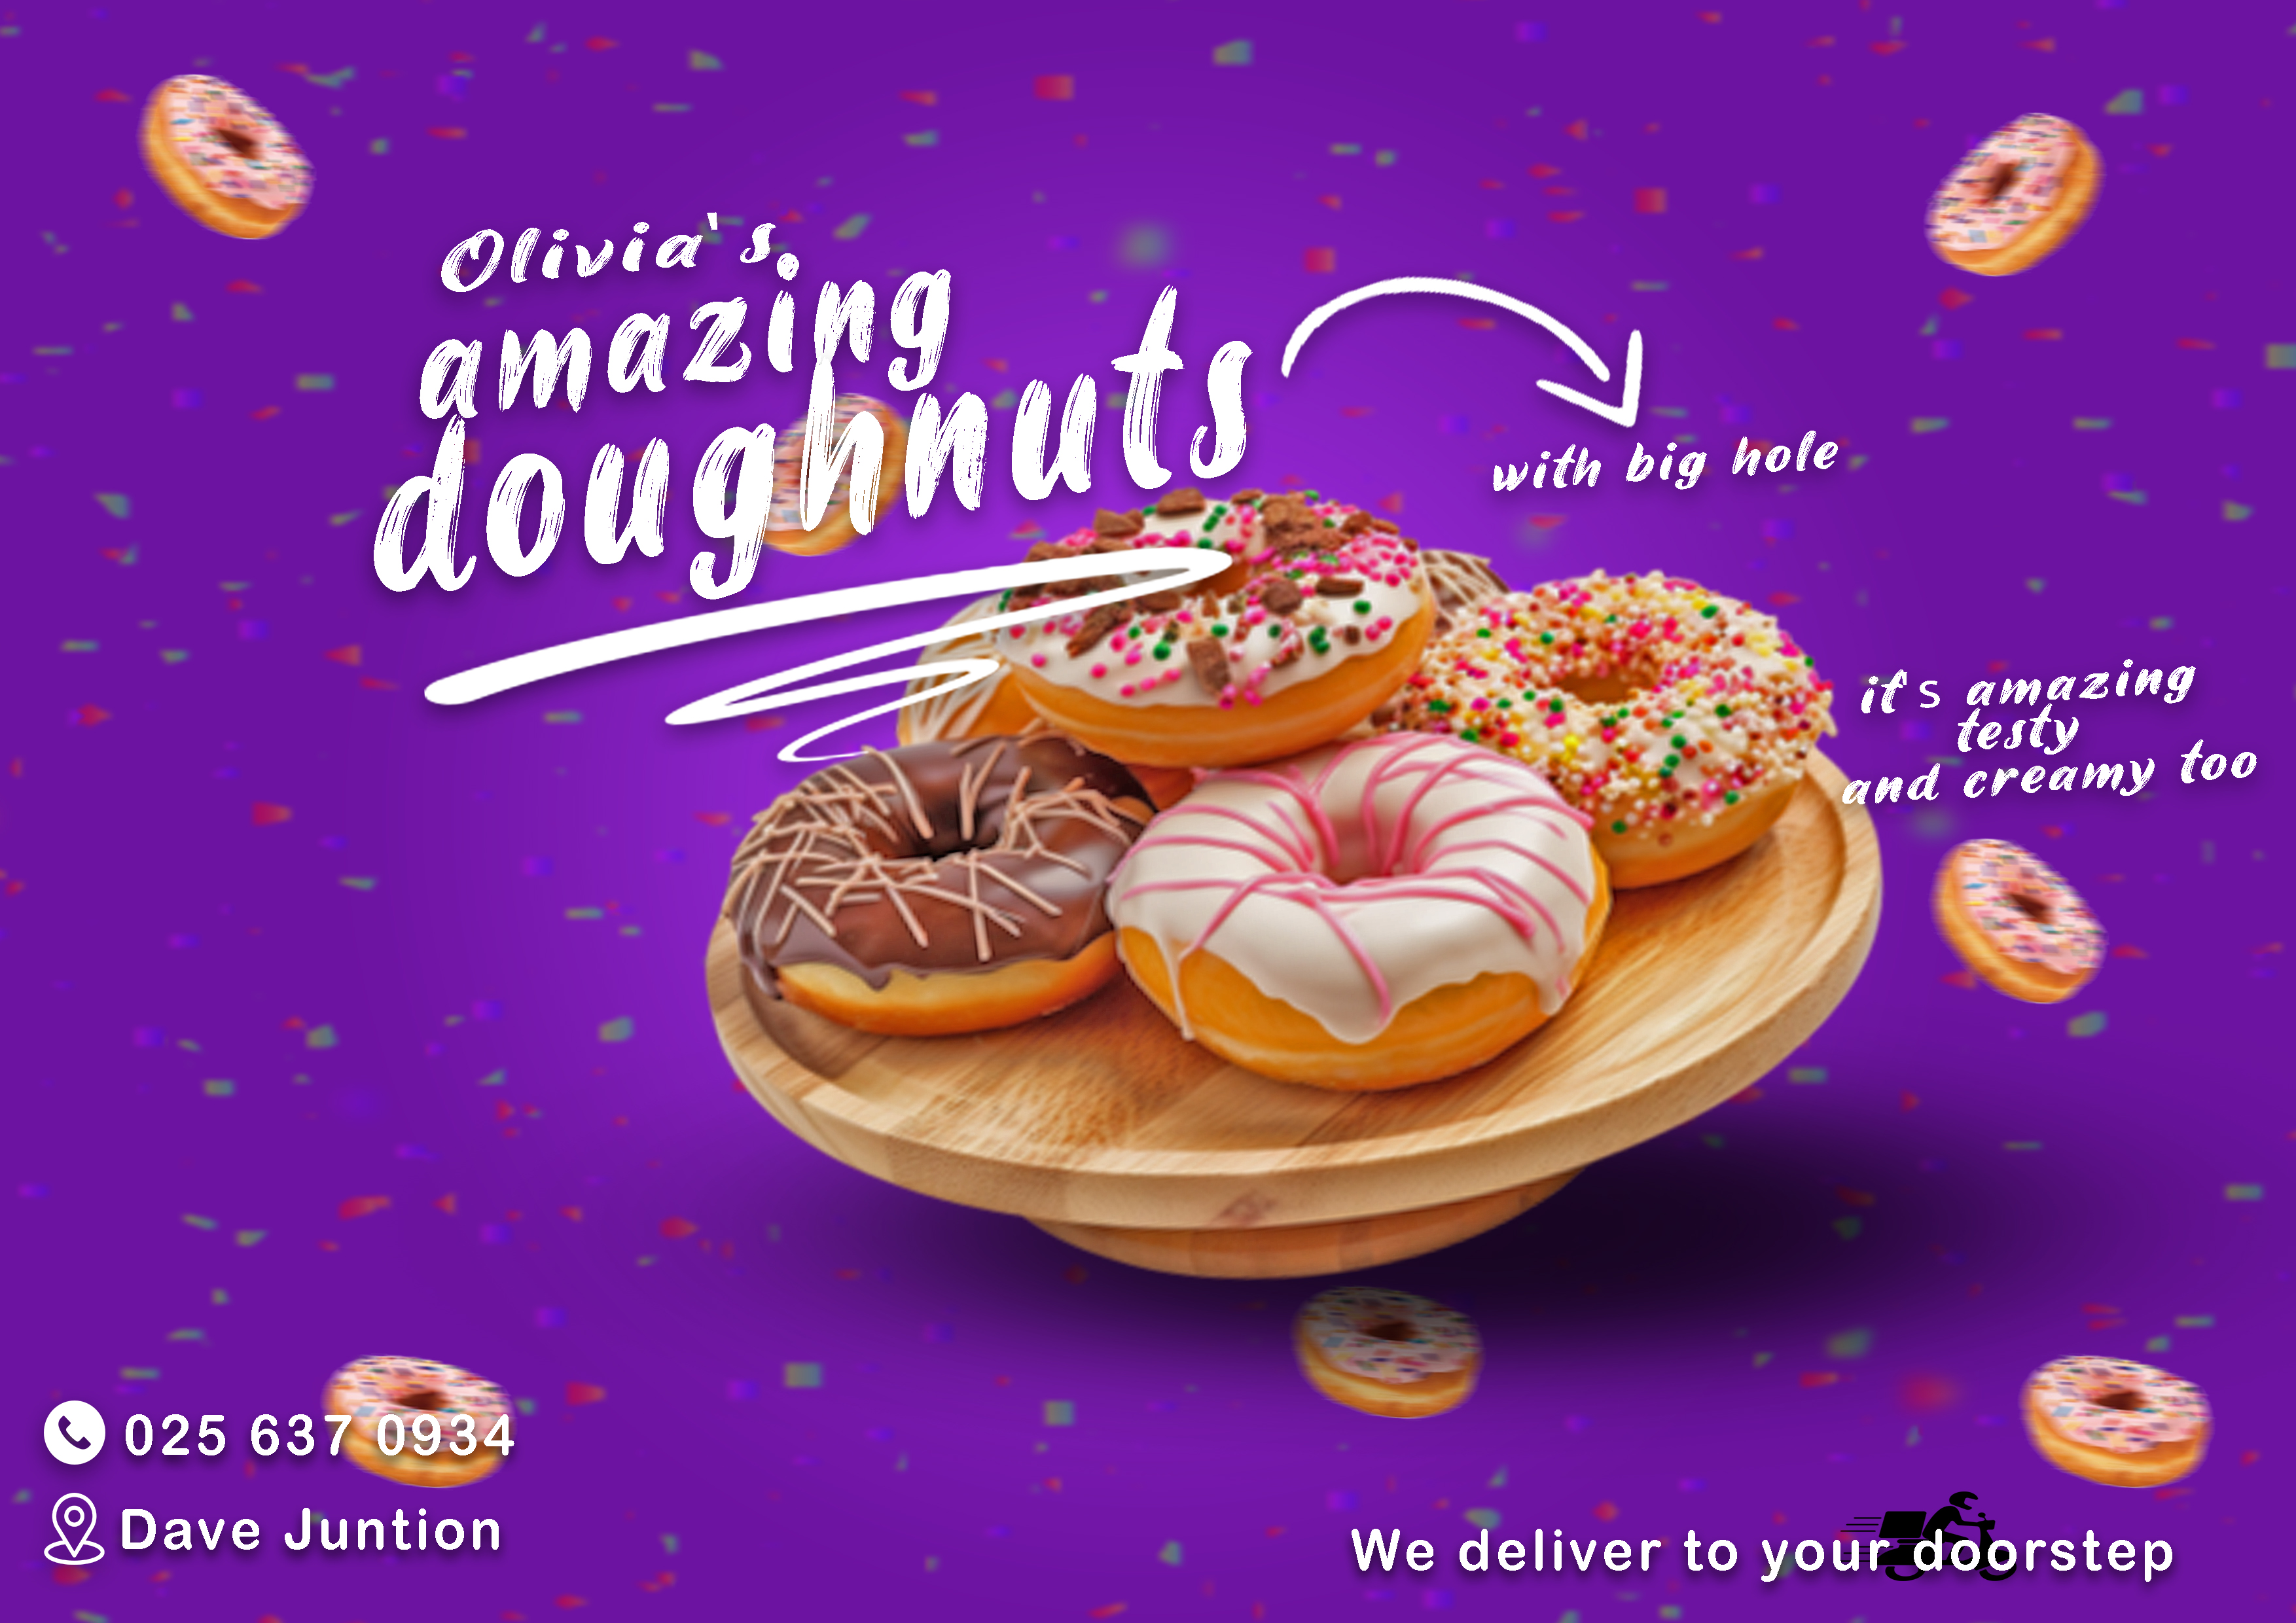 Olivia's
amazing
doughnuts
with big hole
it's amazing
testy
and creamy too
025 637 0934
Dave Juntion
We deliver to your doorstep